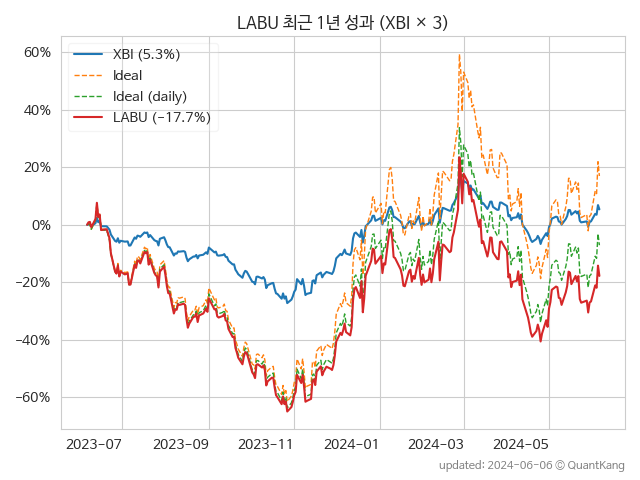 LABU 최근 1년 성과 (XBI × 3)
XBI (5.3%)
Ideal
Ideal (daily)
LABU (−17.7%)
60%
40%
20%
0%
−20%
−40%
−60%
2023-07 2023-09 2023-11 2024-01 2024-03 2024-05
updated: 2024-06-06 © QuantKang